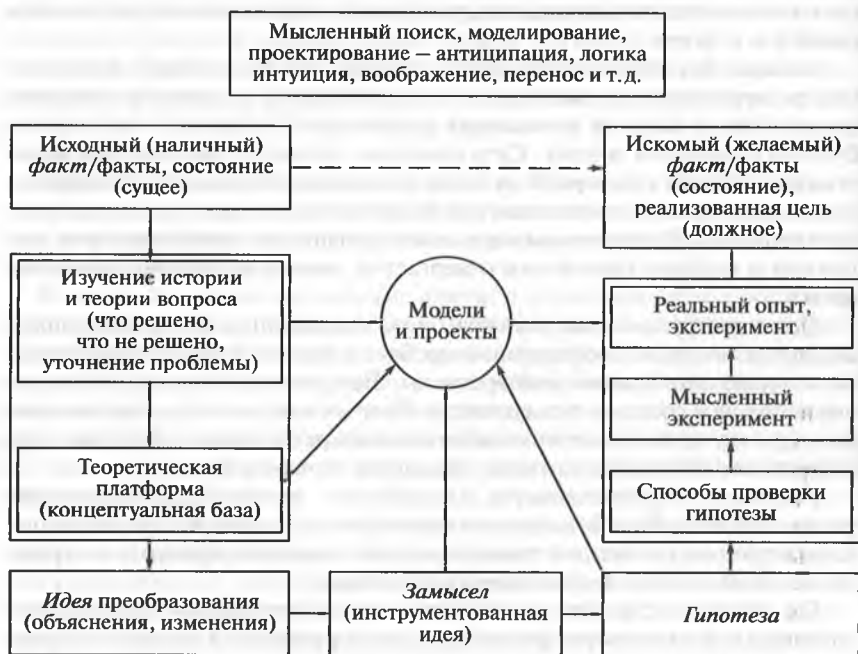 Мысленный поиск, моделирование,
проектирование — антиципация, логика
интуиция, воображение, перенос и т. д.
Исходный (наличный)
факт/факты, состояние
(сущее)
Искомый (желаемый)
факт/факты
(состояние),
реализованная цель
(должное)
Изучение истории
и теории вопроса
(что решено,
что не решено,
уточнение проблемы)
Модели
и проекты
Реальный опыт,
эксперимент
Мысленный
эксперимент
Теоретическая
платформа
(концептуальная база)
Способы проверки
гипотезы
Идея преобразования
(объяснения, изменения)
Замысел
(инструментованная
идея)
Гипотеза